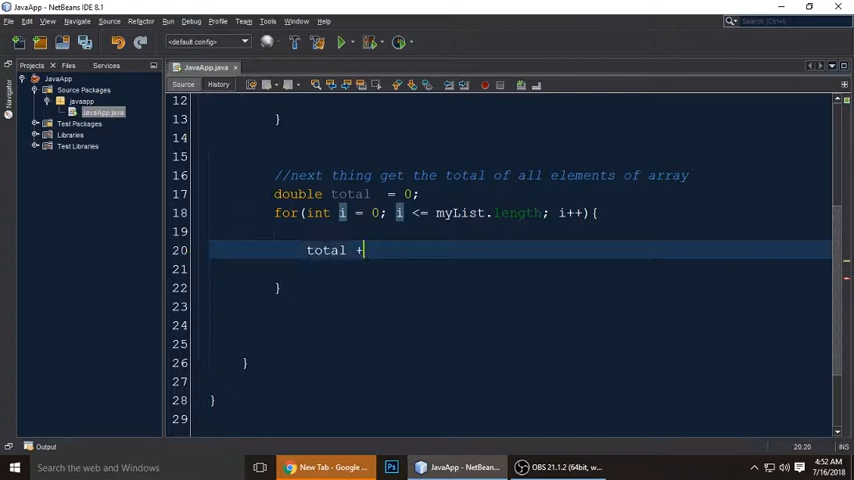 JavaApp - NetBeans IDE 8.1
File Edit View Navigate Source Refactor Run Debug Profile Team Tools Window Help
Search (Ctrl+I)
<default config>
Projects Files Services
JavaApp.java
Navigator
JavaApp
Source Packages
javaapp
JavaApp.java
Test Packages
Libraries
Test Libraries
Source History
12
13 }
14
15
16 //next thing get the total of all elements of array
17 double total = 0;
18 for(int i = 0; i <= myList.length; i++){
19
20 total +
21
22 }
23
24
25
26 }
27
28 }
29
Output
20:20 INS
Search the web and Windows
New Tab - Google ...
Ps
JavaApp - NetBean...
OBS 21.1.2 (64bit, w...
4:52 AM
7/16/2018